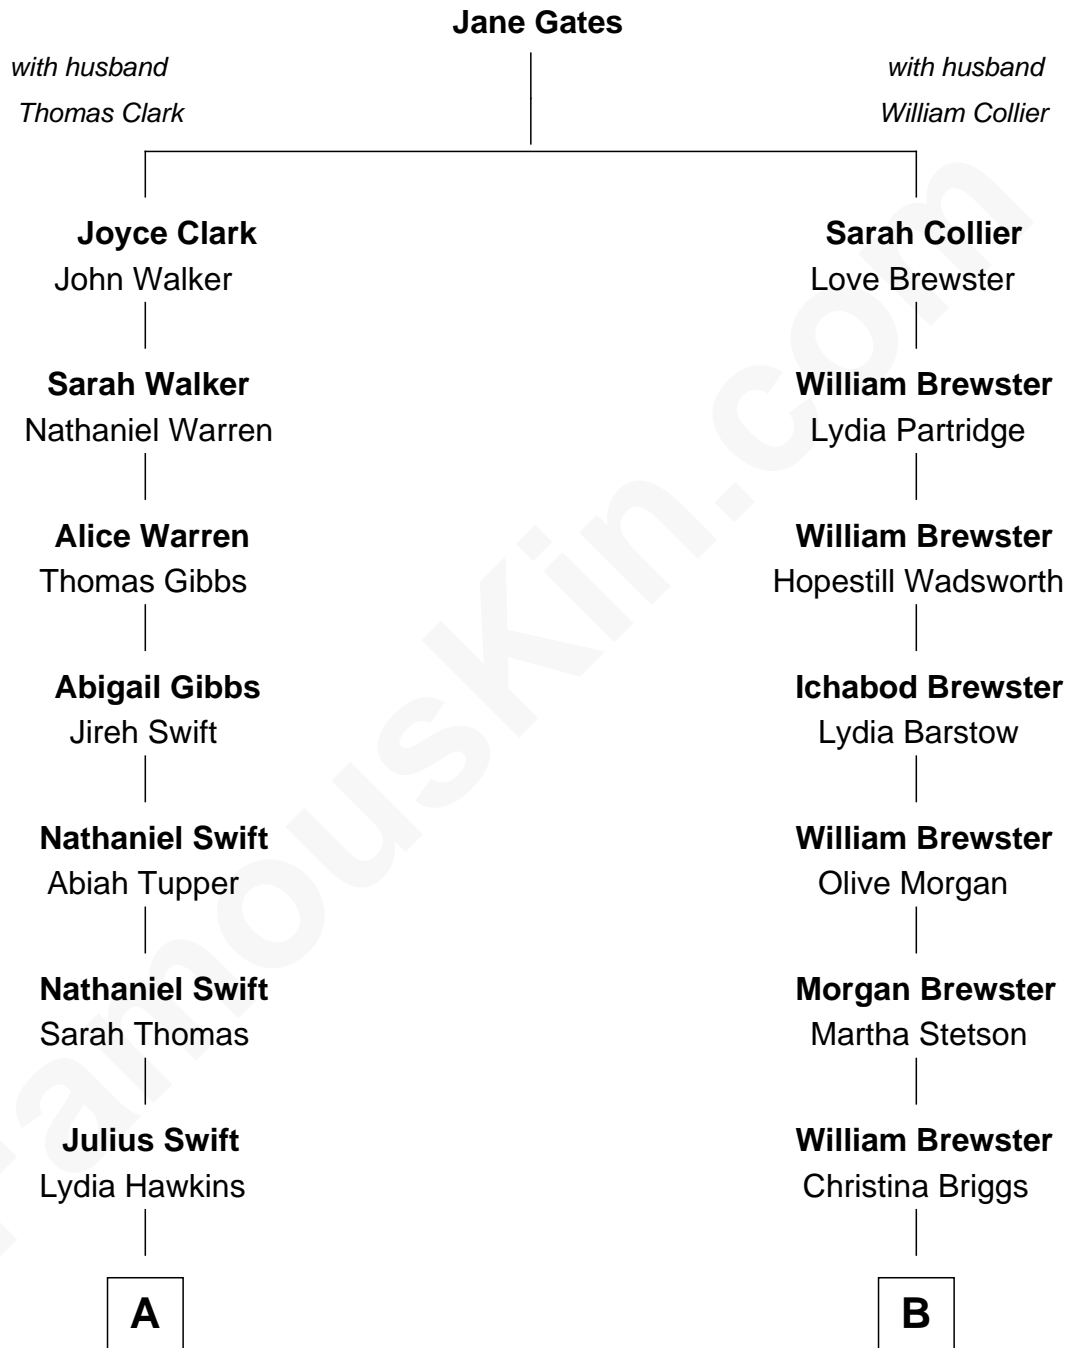 Jane Gates
with husband
Thomas Clark
with husband
William Collier
Joyce Clark
John Walker
Sarah Walker
Nathaniel Warren
Alice Warren
Thomas Gibbs
Abigail Gibbs
Jireh Swift
Nathaniel Swift
Abiah Tupper
Nathaniel Swift
Sarah Thomas
Julius Swift
Lydia Hawkins
A
Sarah Collier
Love Brewster
William Brewster
Lydia Partridge
William Brewster
Hopestill Wadsworth
Ichabod Brewster
Lydia Barstow
William Brewster
Olive Morgan
Morgan Brewster
Martha Stetson
William Brewster
Christina Briggs
B
FamousKin.com